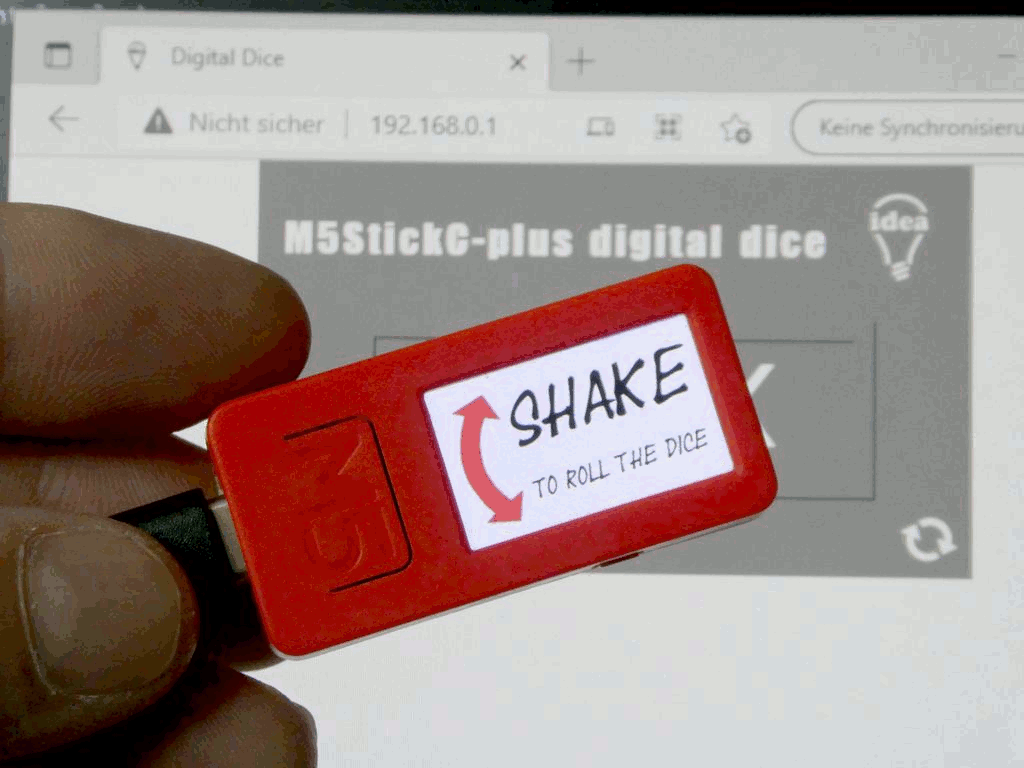 Digital Dice
Nicht sicher
192.168.0.1
Keine Synchronisieru
M5StickC-plus digital dice
idea
SHAKE
TO ROLL THE DICE
M5